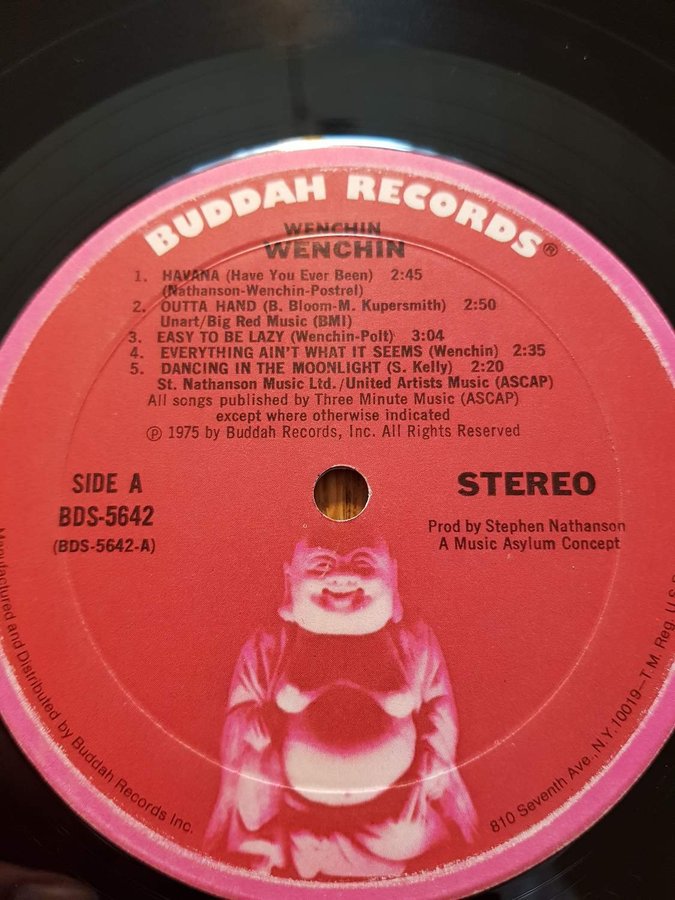 BUDDAH RECORDS®
WENCHIN
WENCHIN
1. HAVANA (Have You Ever Been) 2:45
(Nathanson-Wenchin-Postrel)
2. OUTTA HAND (B. Bloom-M. Kupersmith) 2:50
Unart/Big Red Music (BMI)
3. EASY TO BE LAZY (Wenchin-Polt) 3:04
4. EVERYTHING AIN'T WHAT IT SEEMS (Wenchin) 2:35
5. DANCING IN THE MOONLIGHT (S. Kelly) 2:20
St. Nathanson Music Ltd./United Artists Music (ASCAP)
All songs published by Three Minute Music (ASCAP)
except where otherwise indicated
℗ 1975 by Buddah Records, Inc. All Rights Reserved
SIDE A
BDS-5642
(BDS-5642-A)
STEREO
Prod by Stephen Nathanson
A Music Asylum Concept
Manufactured and Distributed by Buddah Records Inc.
810 Seventh Ave., N.Y. 10019—T.M. Reg. U.S.